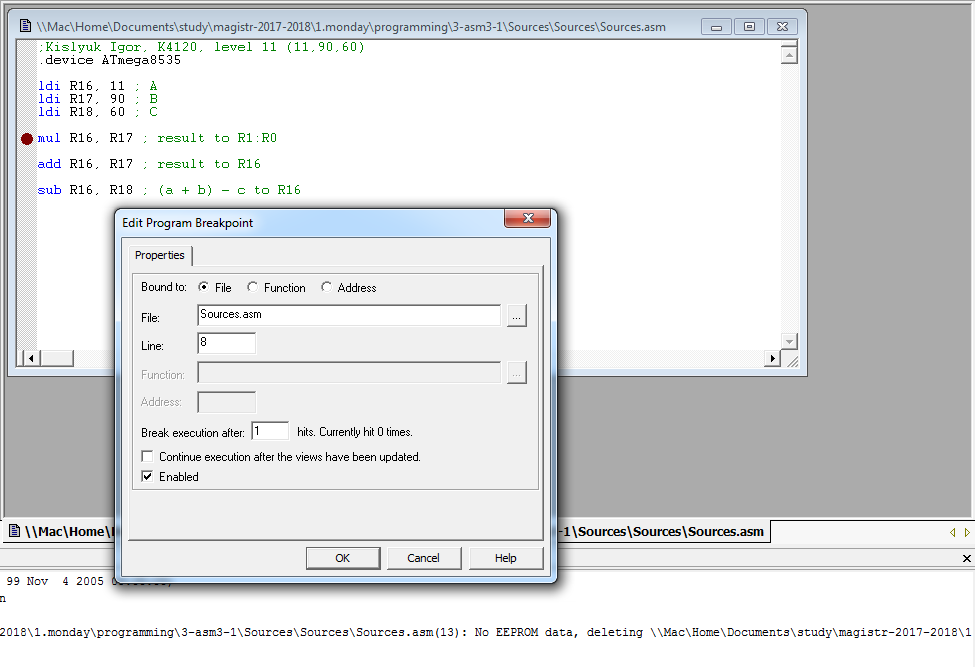 \\Mac\Home\Documents\study\magistr-2017-2018\1.monday\programming\3-asm3-1\Sources\Sources\Sources.asm
;Kislyuk Igor, K4120, level 11 (11,90,60)
.device ATmega8535
ldi R16, 11 ; A
ldi R17, 90 ; B
ldi R18, 60 ; C
mul R16, R17 ; result to R1:R0
add R16, R17 ; result to R16
sub R16, R18 ; (a + b) - c to R16
Edit Program Breakpoint
Properties
Bound to: File Function Address
File: Sources.asm ...
Line: 8
Function: ...
Address:
Break execution after: 1 hits. Currently hit 0 times.
Continue execution after the views have been updated.
Enabled
OK Cancel Help
\\Mac\Home\ -1\Sources\Sources\Sources.asm
99 Nov 4 2005
n
2018\1.monday\programming\3-asm3-1\Sources\Sources\Sources.asm(13): No EEPROM data, deleting \\Mac\Home\Documents\study\magistr-2017-2018\1